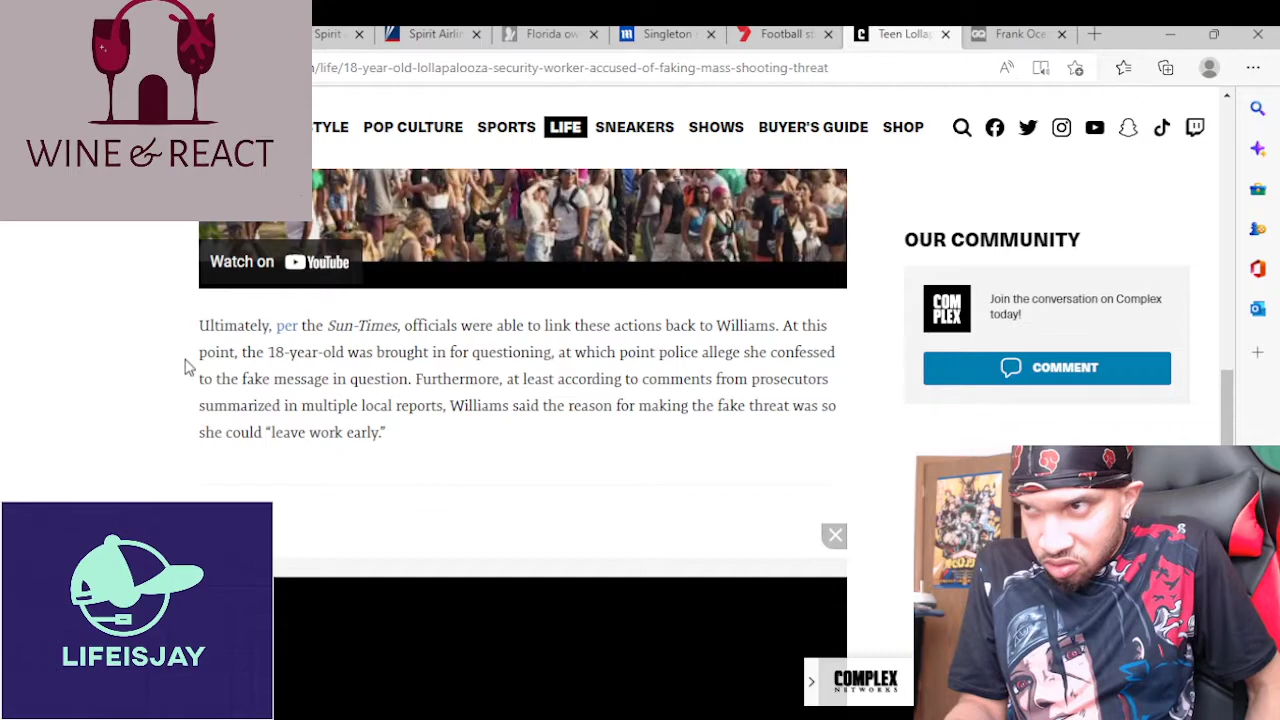 Spirit
Spirit Airlin
Florida ow
Singleton
Football st
Teen Lolla
Frank Oce
/life/18-year-old-lollapalooza-security-worker-accused-of-faking-mass-shooting-threat
WINE & REACT
TYLE
POP CULTURE
SPORTS
LIFE
SNEAKERS
SHOWS
BUYER'S GUIDE
SHOP
Watch on YouTube
Ultimately, per the Sun-Times, officials were able to link these actions back to Williams. At this
point, the 18-year-old was brought in for questioning, at which point police allege she confessed
to the fake message in question. Furthermore, at least according to comments from prosecutors
summarized in multiple local reports, Williams said the reason for making the fake threat was so
she could “leave work early.”
OUR COMMUNITY
COM
PLEX
Join the conversation on Complex
today!
COMMENT
LIFEISJAY
COMPLEX
NETWORKS